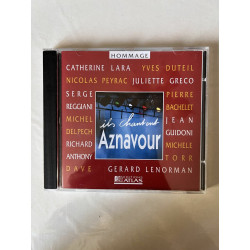 HOMMAGE
CATHERINE LARA YVES DUTEIL
NICOLAS PEYRAC JULIETTE GRECO
SERGE PIERRE
REGGIANI BACHELET
MICHEL JEAN
DELPECH GUIDONI
RICHARD MICHELE
ANTHONY TORR
DAVE GERARD LENORMAN
ils chantent
Aznavour
ATLAS